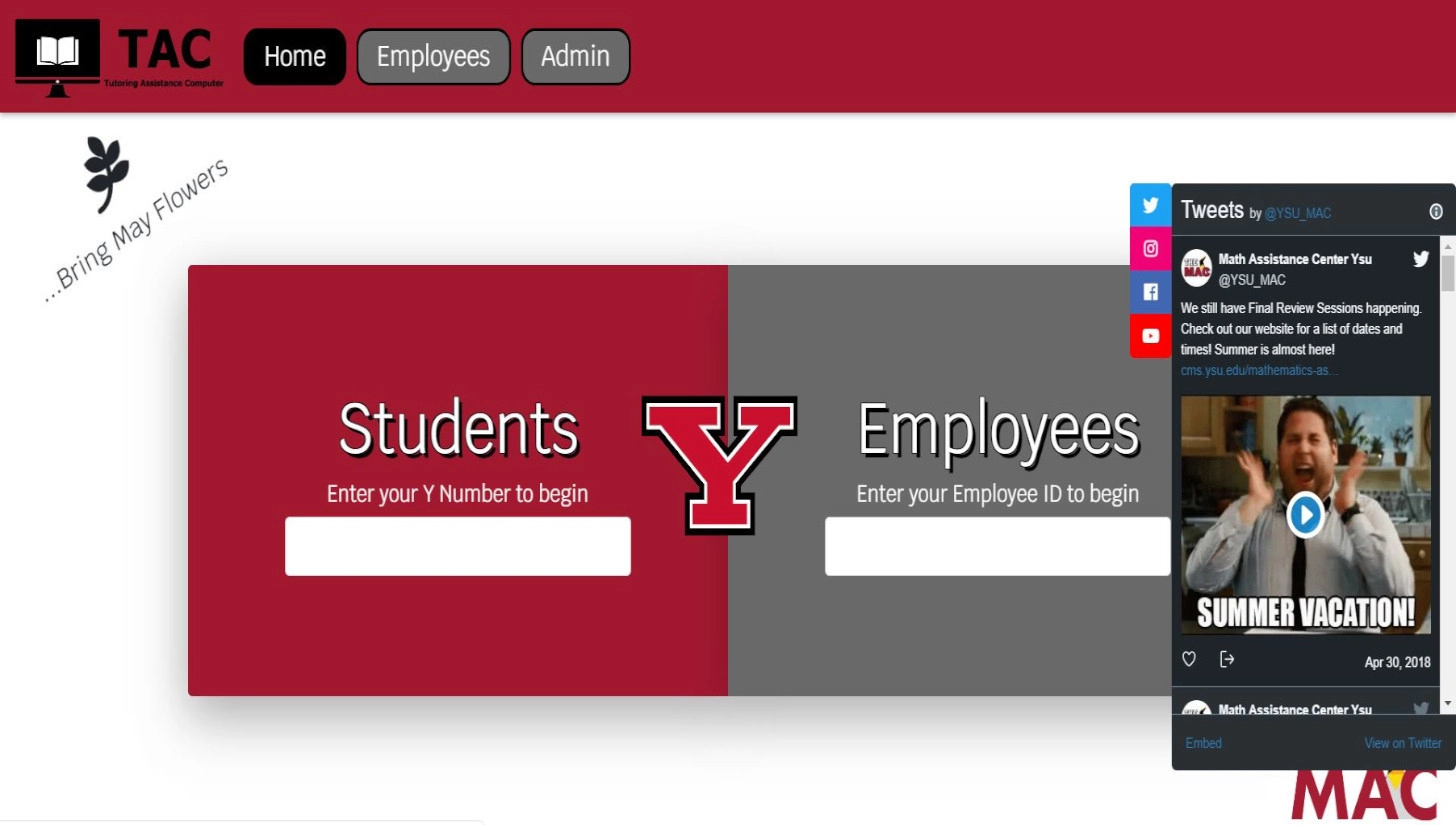 TAC
Tutoring Assistance Computer
Home
Employees
Admin
...Bring May Flowers
Students
Enter your Y Number to begin
Y
Employees
Enter your Employee ID to begin
Tweets by @YSU_MAC
THE
MAC
Math Assistance Center Ysu
@YSU_MAC
We still have Final Review Sessions happening.
Check out our website for a list of dates and
times! Summer is almost here!
cms.ysu.edu/mathematics-as…
SUMMER VACATION!
Apr 30, 2018
Math Assistance Center Ysu
Embed
View on Twitter
MAC